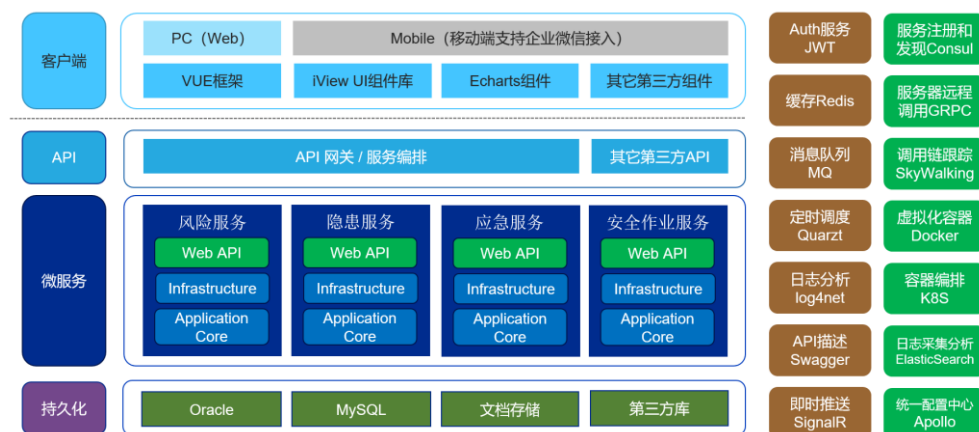 客户端
PC（Web）
Mobile（移动端支持企业微信接入）
VUE框架
iView UI组件库
Echarts组件
其它第三方组件
API
API 网关 / 服务编排
其它第三方API
微服务
风险服务
Web API
Infrastructure
Application
Core
隐患服务
Web API
Infrastructure
Application
Core
应急服务
Web API
Infrastructure
Application
Core
安全作业服务
Web API
Infrastructure
Application
Core
持久化
Oracle
MySQL
文档存储
第三方库
Auth服务
JWT
服务注册和
发现Consul
缓存Redis
服务器远程
调用GRPC
消息队列
MQ
调用链跟踪
SkyWalking
定时调度
Quarzt
虚拟化容器
Docker
日志分析
log4net
容器编排
K8S
API描述
Swagger
日志采集分析
ElasticSearch
即时推送
SignalR
统一配置中心
Apollo